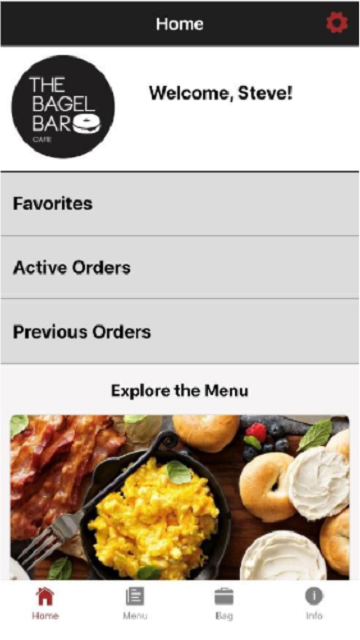 Home
THE
BAGEL
BAR
CAFE
Welcome, Steve!
Favorites
Active Orders
Previous Orders
Explore the Menu
Home
Menu
Bag
Info